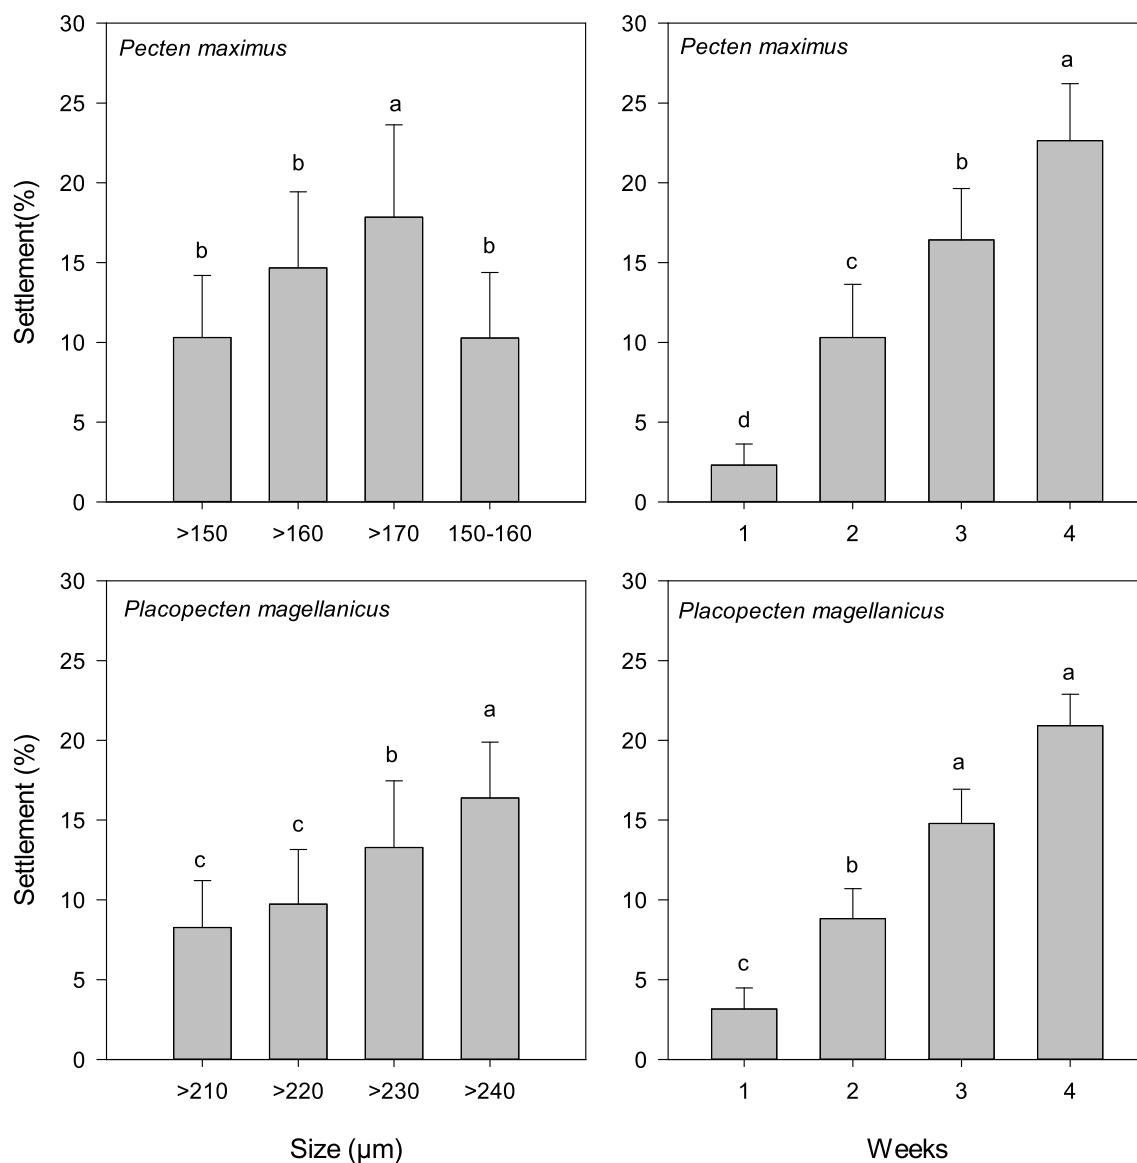 Pecten maximus
30
25
20
15
10
5
0
Settlement(%)
b
b
a
b
>150
>160
>170
150-160
Pecten maximus
30
25
20
15
10
5
0
d
c
b
a
1
2
3
4
Placopecten magellanicus
30
25
20
15
10
5
0
Settlement (%)
c
c
b
a
>210
>220
>230
>240
Size (µm)
Placopecten magellanicus
30
25
20
15
10
5
0
c
b
a
a
1
2
3
4
Weeks